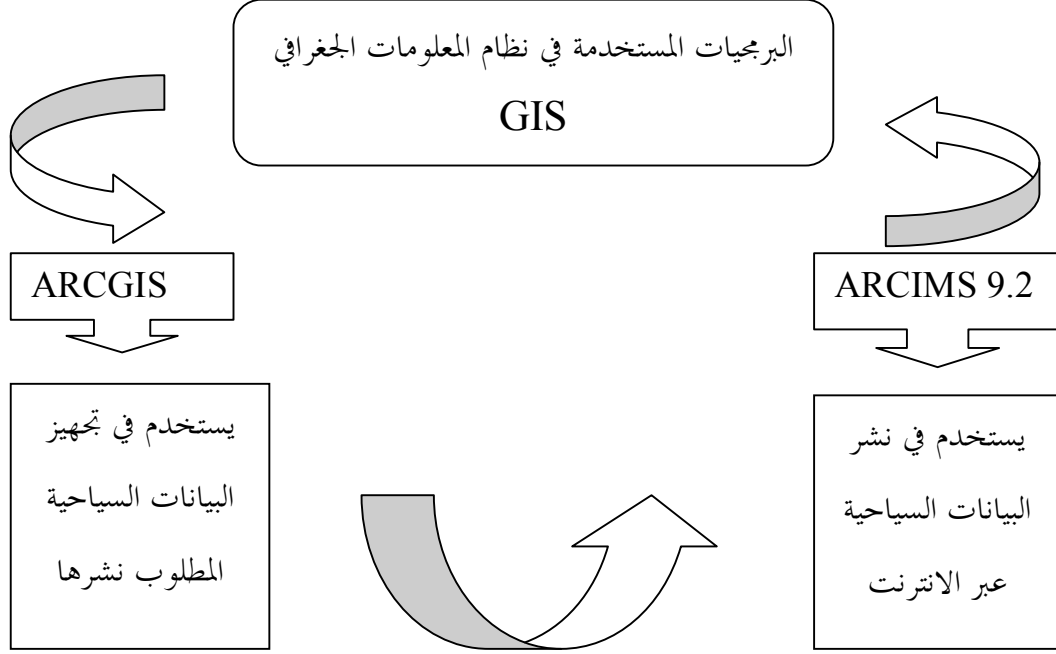 البرمجيات المستخدمة في نظام المعلومات الجغرافي
GIS
ARCIMS 9.2
يستخدم في نشر
البيانات السياحية
عبر الانترنت
ARCGIS
يستخدم في تجهيز
البيانات السياحية
المطلوب نشرها